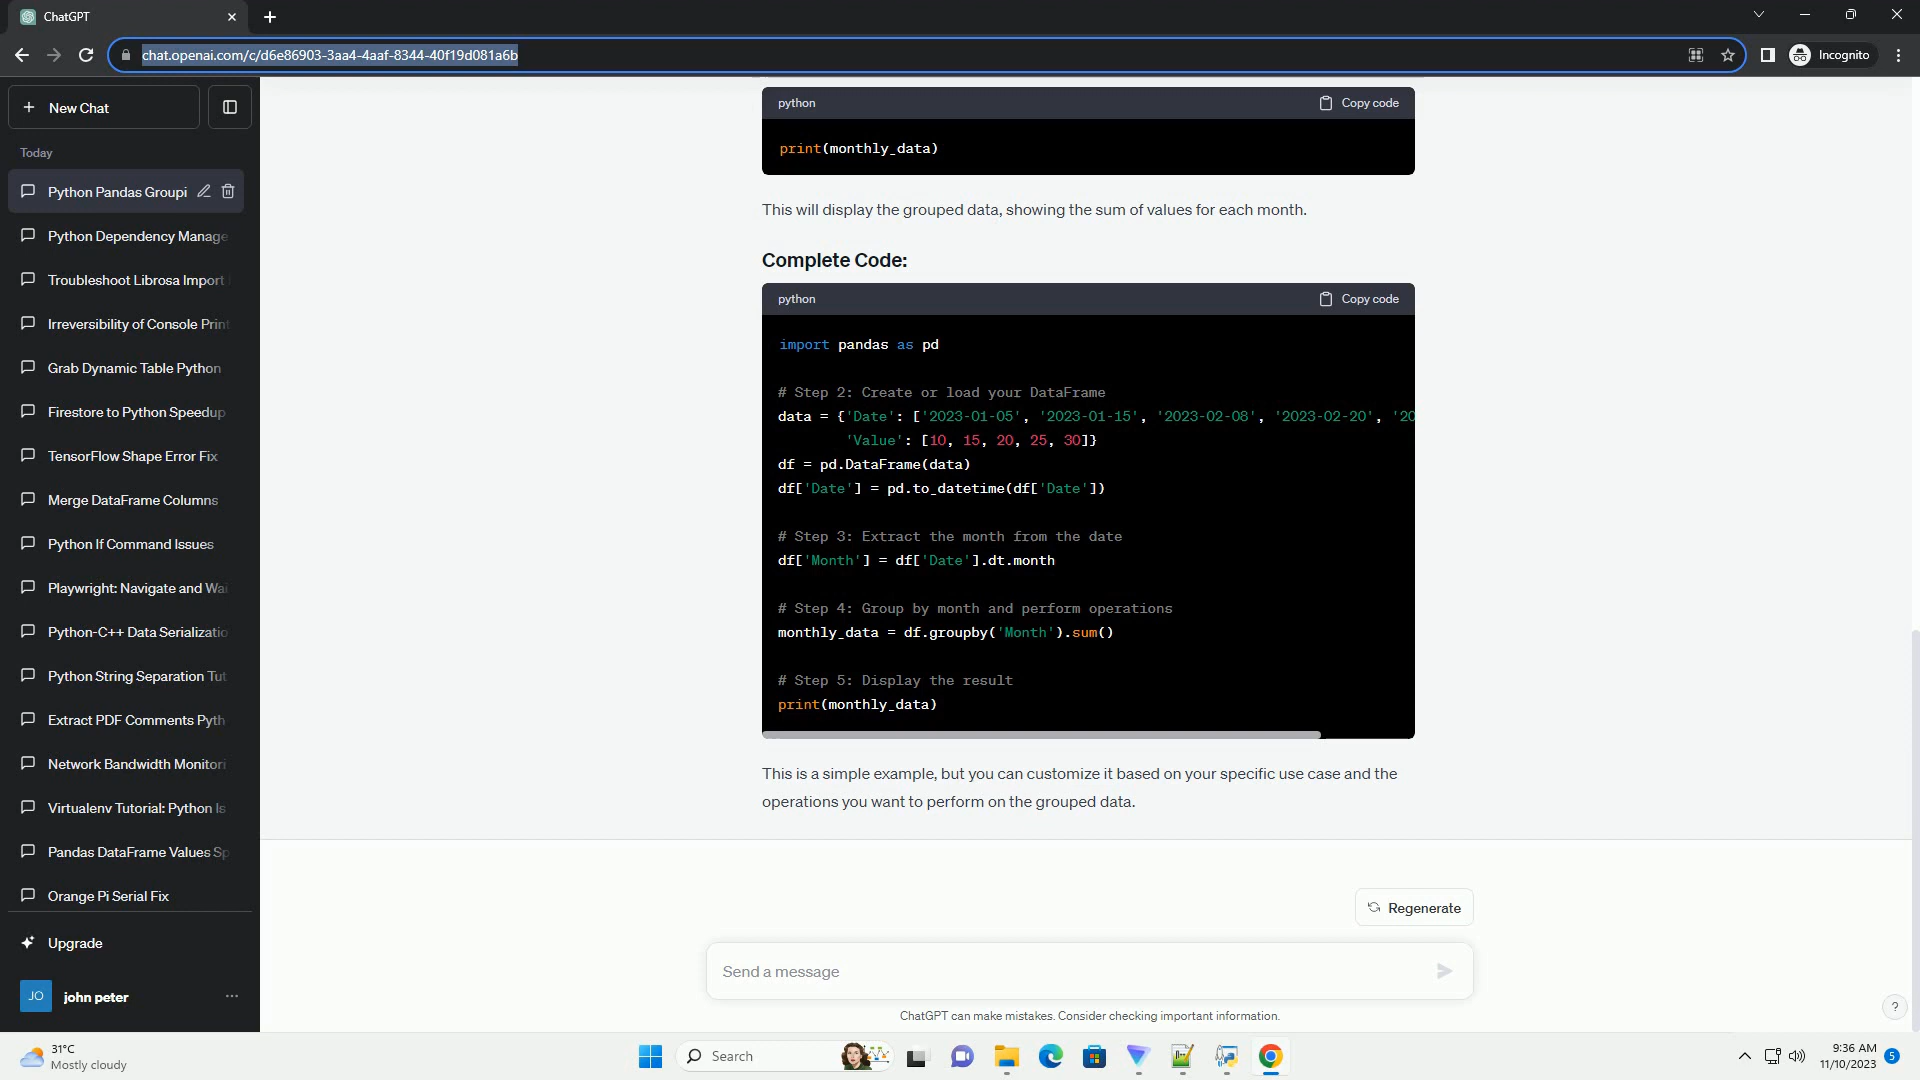 ChatGPT
chat.openai.com/c/d6e86903-3aa4-4aaf-8344-40f19d081a6b
Incognito
New Chat
Today
Python Pandas Groupi
Python Dependency Manage
Troubleshoot Librosa Import
Irreversibility of Console Print
Grab Dynamic Table Python
Firestore to Python Speedup
TensorFlow Shape Error Fix
Merge DataFrame Columns
Python If Command Issues
Playwright: Navigate and Wai
Python-C++ Data Serializatio
Python String Separation Tut
Extract PDF Comments Pyth
Network Bandwidth Monitori
Virtualenv Tutorial: Python Is
Pandas DataFrame Values Sp
Orange Pi Serial Fix
Upgrade
JO john peter
python Copy code
print(monthly_data)
This will display the grouped data, showing the sum of values for each month.
Complete Code:
python Copy code
import pandas as pd
# Step 2: Create or load your DataFrame
data = {'Date': ['2023-01-05', '2023-01-15', '2023-02-08', '2023-02-20', '20
'Value': [10, 15, 20, 25, 30]}
df = pd.DataFrame(data)
df['Date'] = pd.to_datetime(df['Date'])
# Step 3: Extract the month from the date
df['Month'] = df['Date'].dt.month
# Step 4: Group by month and perform operations
monthly_data = df.groupby('Month').sum()
# Step 5: Display the result
print(monthly_data)
This is a simple example, but you can customize it based on your specific use case and the
operations you want to perform on the grouped data.
Regenerate
Send a message
ChatGPT can make mistakes. Consider checking important information.
?
31°C
Mostly cloudy
Search
9:36 AM
11/10/2023
5